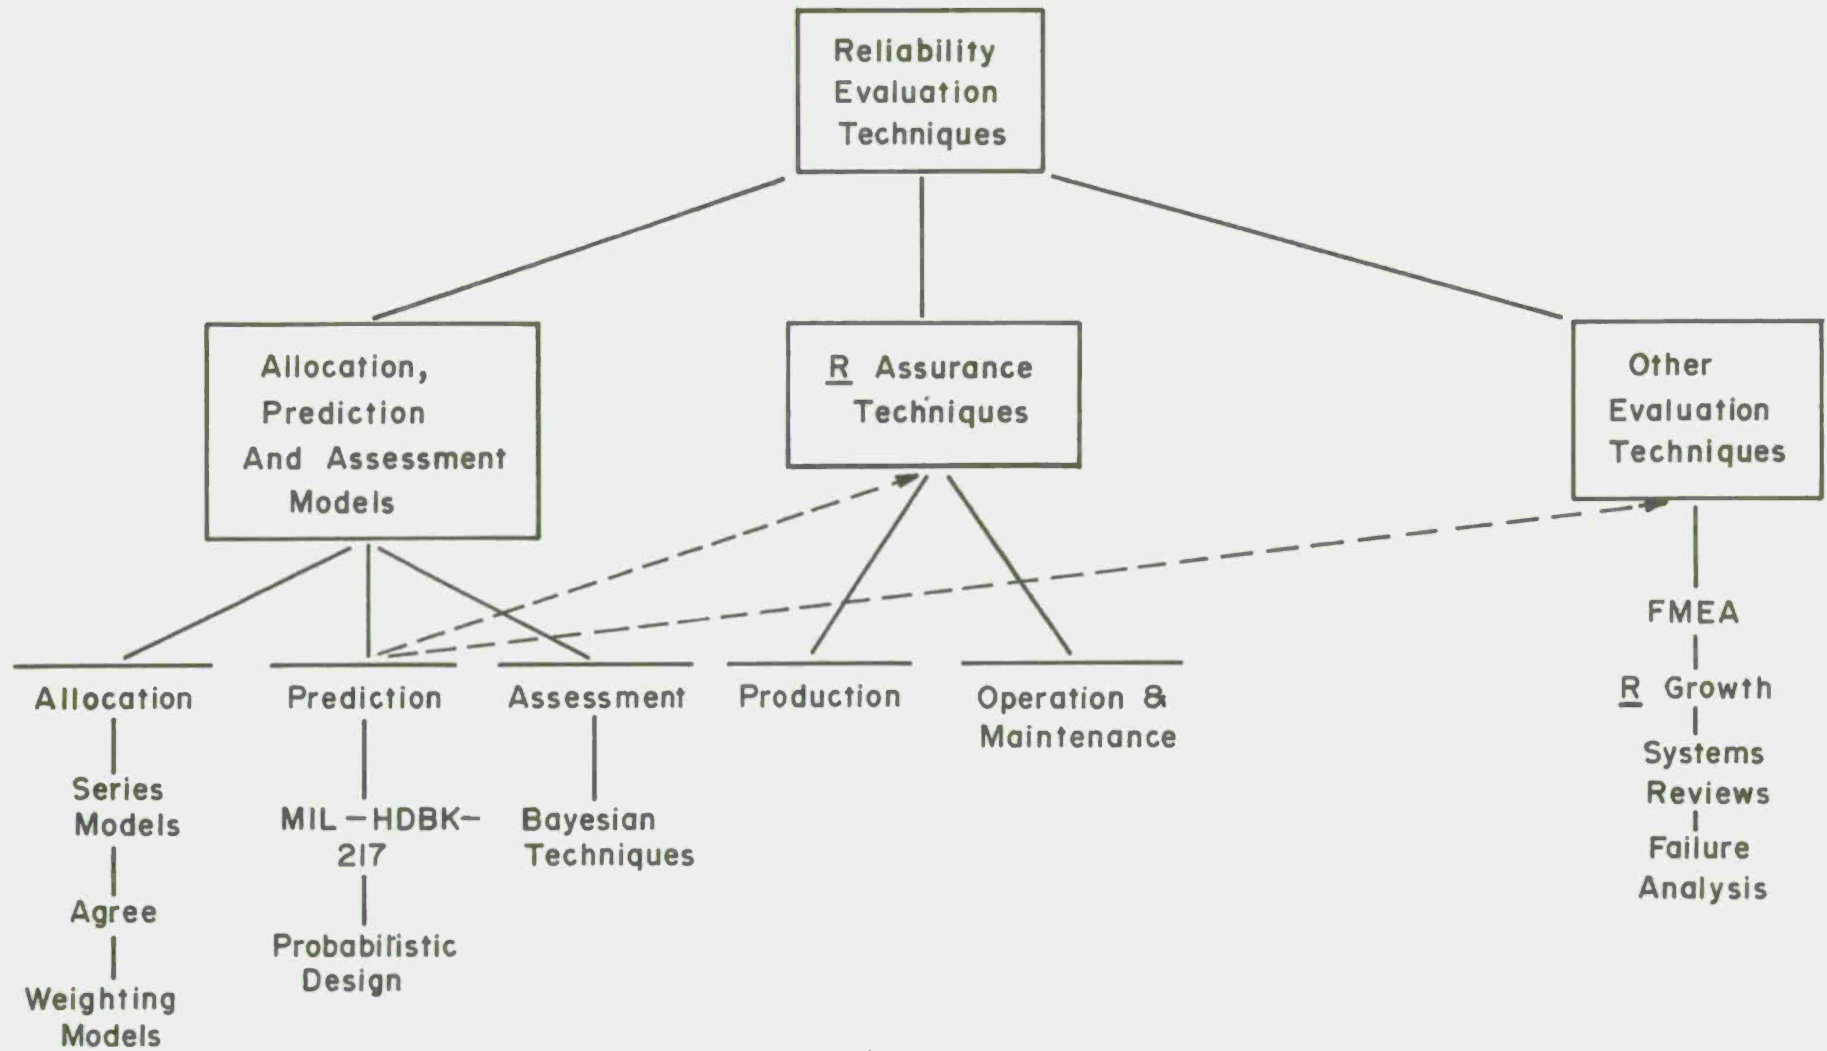 Reliability
Evaluation
Techniques
Allocation,
Prediction
And Assessment
Models
R Assurance
Techniques
Other
Evaluation
Techniques
Allocation
Series
Models
Agree
Weighting
Models
Prediction
MIL-HDBK-
217
Probabilistic
Design
Assessment
Bayesian
Techniques
Production
Operation &
Maintenance
FMEA
R Growth
Systems
Reviews
Failure
Analysis